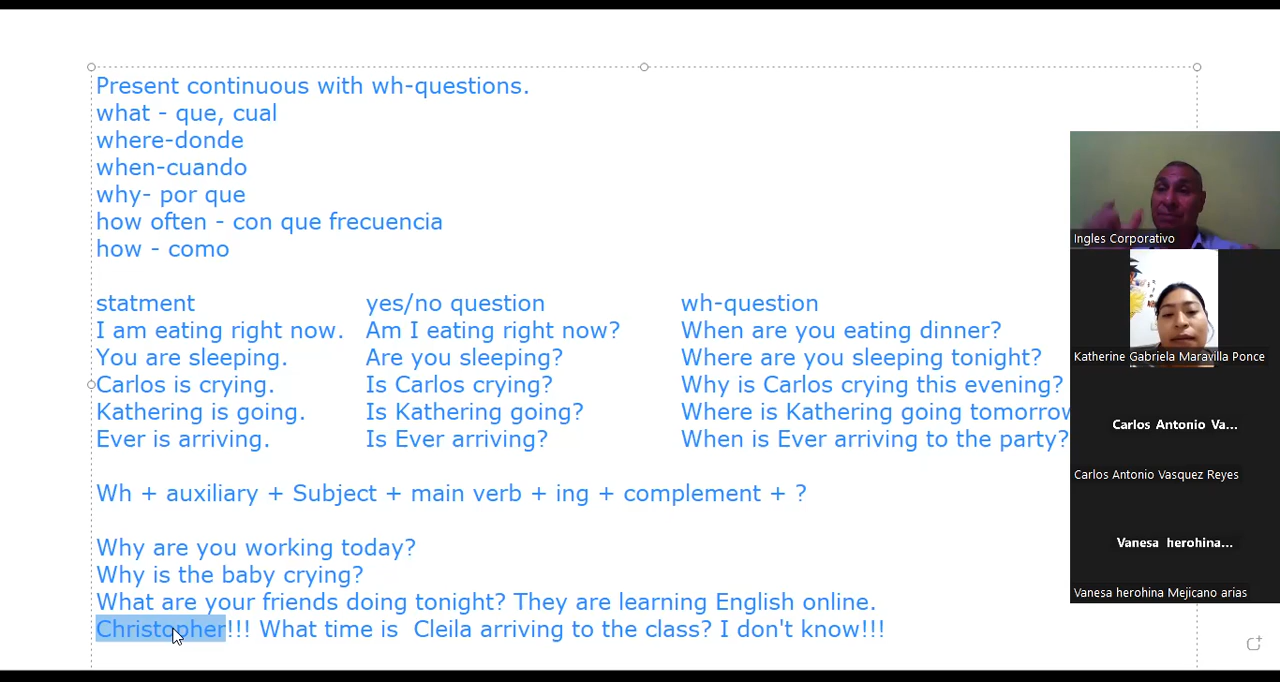 Present continuous with wh-questions.
what - que, cual
where-donde
when-cuando
why- por que
how often - con que frecuencia
how - como
statment yes/no question wh-question
I am eating right now. Am I eating right now? When are you eating dinner?
You are sleeping. Are you sleeping? Where are you sleeping tonight?
Carlos is crying. Is Carlos crying? Why is Carlos crying this evening?
Kathering is going. Is Kathering going? Where is Kathering going tomorrow
Ever is arriving. Is Ever arriving? When is Ever arriving to the party?
Wh + auxiliary + Subject + main verb + ing + complement + ?
Why are you working today?
Why is the baby crying?
What are your friends doing tonight? They are learning English online.
Christopher!!! What time is  Cleila arriving to the class? I don't know!!!
Ingles Corporativo
Katherine Gabriela Maravilla Ponce
Carlos Antonio Va...
Carlos Antonio Vasquez Reyes
Vanesa herohina...
Vanesa herohina Mejicano arias